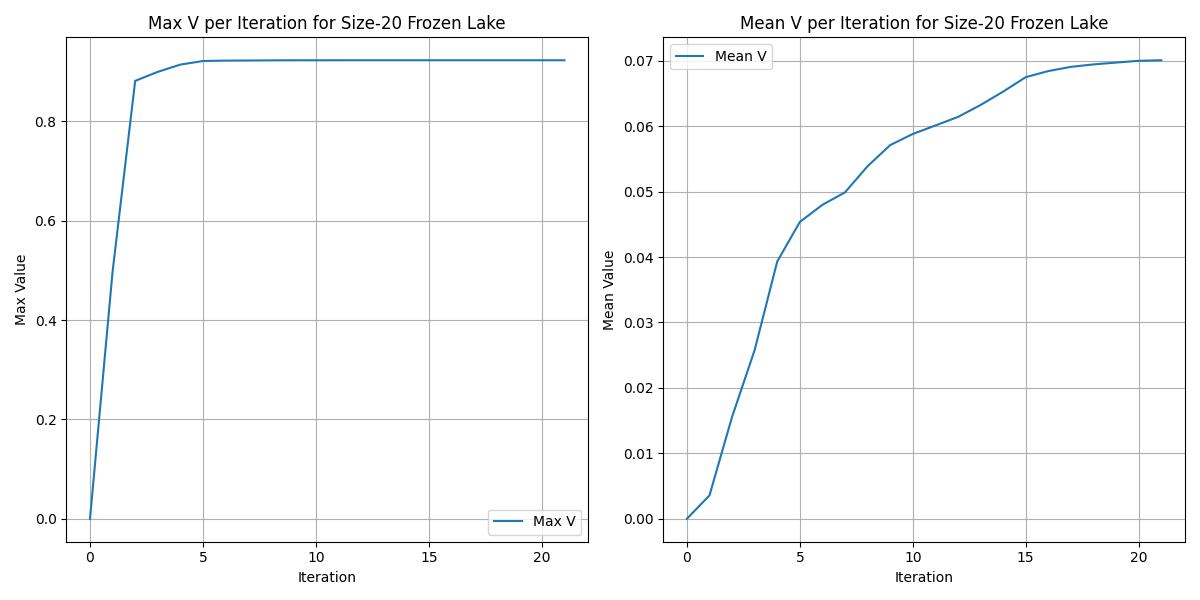 Max V per Iteration for Size-20 Frozen Lake
Max Value
0.8
0.6
0.4
0.2
0.0
Max V
0 5 10 15 20
Iteration
Mean V per Iteration for Size-20 Frozen Lake
Mean V
Mean Value
0.07
0.06
0.05
0.04
0.03
0.02
0.01
0.00
0 5 10 15 20
Iteration